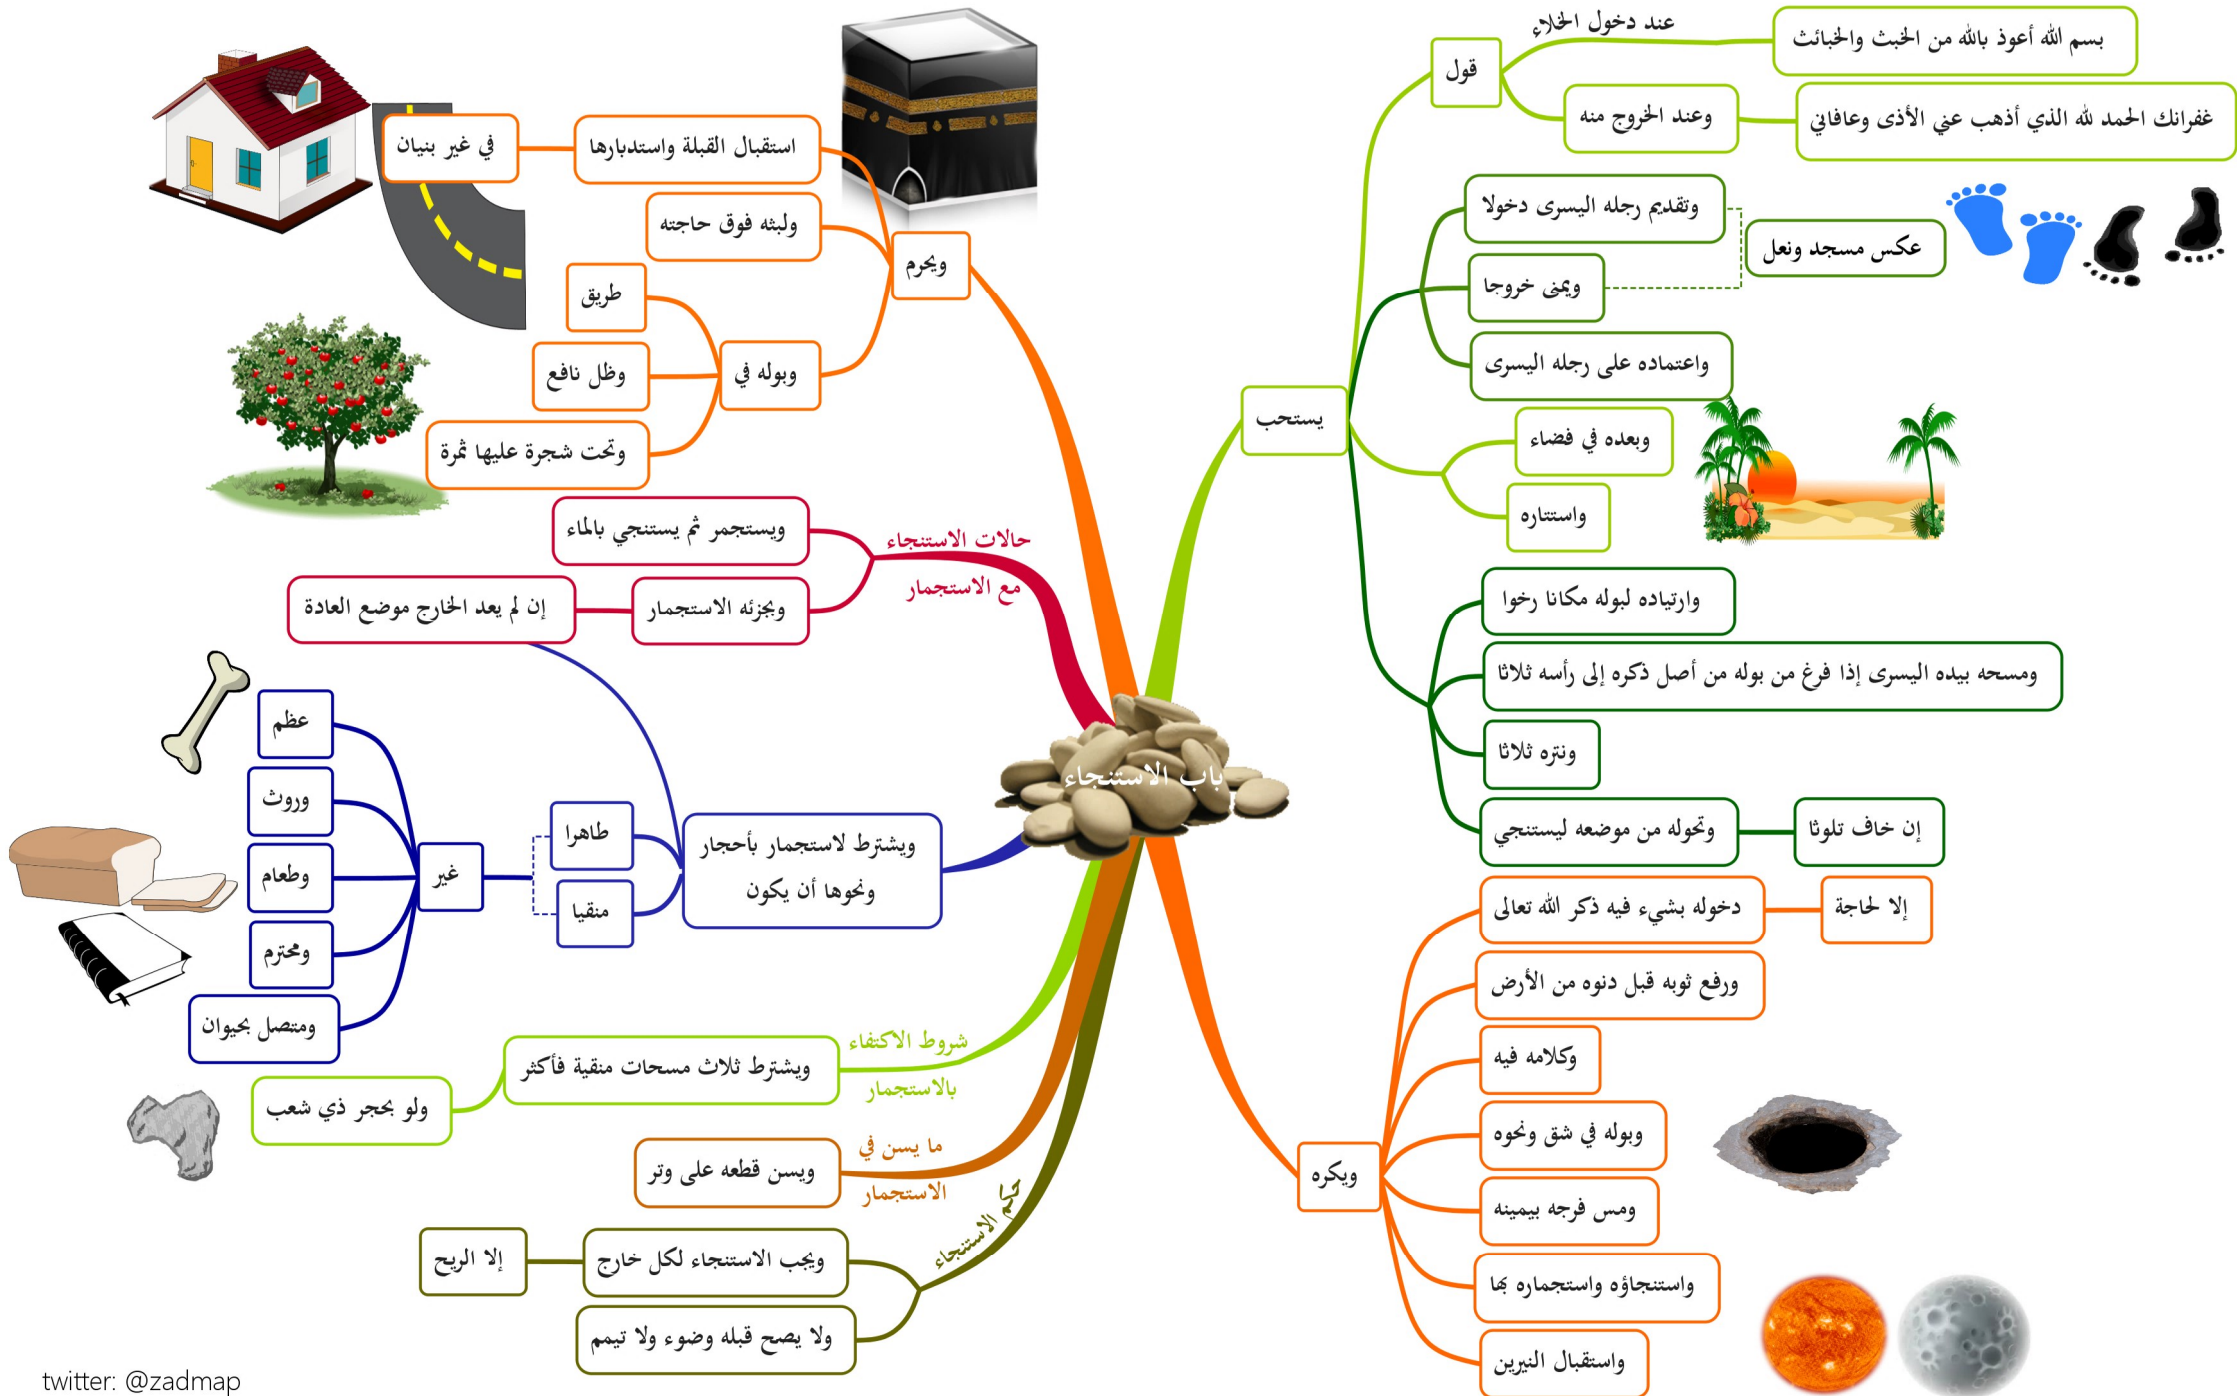 باب الاستنجاء
يستحب
قول
عند دخول الخلاء
بسم الله أعوذ بالله من الخبث والخبائث
وعند الخروج منه
غفرانك الحمد لله الذي أذهب عني الأذى وعافاني
وتقديم رجله اليسرى دخولا
ويمنى خروجا
عكس مسجد ونعل
واعتماده على رجله اليسرى
وبعده في فضاء
واستتاره
وارتياده لبوله مكانا رخوا
ومسحه بيده اليسرى إذا فرغ من بوله من أصل ذكره إلى رأسه ثلاثا
ونتره ثلاثا
وتحوله من موضعه ليستنجي
إن خاف تلوثا
ويكره
دخوله بشيء فيه ذكر الله تعالى
إلا لحاجة
ورفع ثوبه قبل دنوه من الأرض
وكلامه فيه
وبوله في شق ونحوه
ومس فرجه بيمينه
واستنجاؤه واستجماره بها
واستقبال النيرين
ويحرم
استقبال القبلة واستدبارها
في غير بنيان
ولبثه فوق حاجته
وبوله في
طريق
وظل نافع
وتحت شجرة عليها ثمرة
حالات الاستنجاء
مع الاستجمار
ويستجمر ثم يستنجي بالماء
ويجزئه الاستجمار
إن لم يعد الخارج موضع العادة
ويشترط لاستجمار بأحجار
ونحوها أن يكون
طاهرا
منقيا
غير
عظم
وروث
وطعام
ومحترم
ومتصل بحيوان
شروط الاكتفاء
بالاستجمار
ويشترط ثلاث مسحات منقية فأكثر
ولو بحجر ذي شعب
ما يسن في
الاستجمار
ويسن قطعه على وتر
حكم الاستنجاء
ويجب الاستنجاء لكل خارج
إلا الريح
ولا يصح قبله وضوء ولا تيمم
twitter: @zadmap